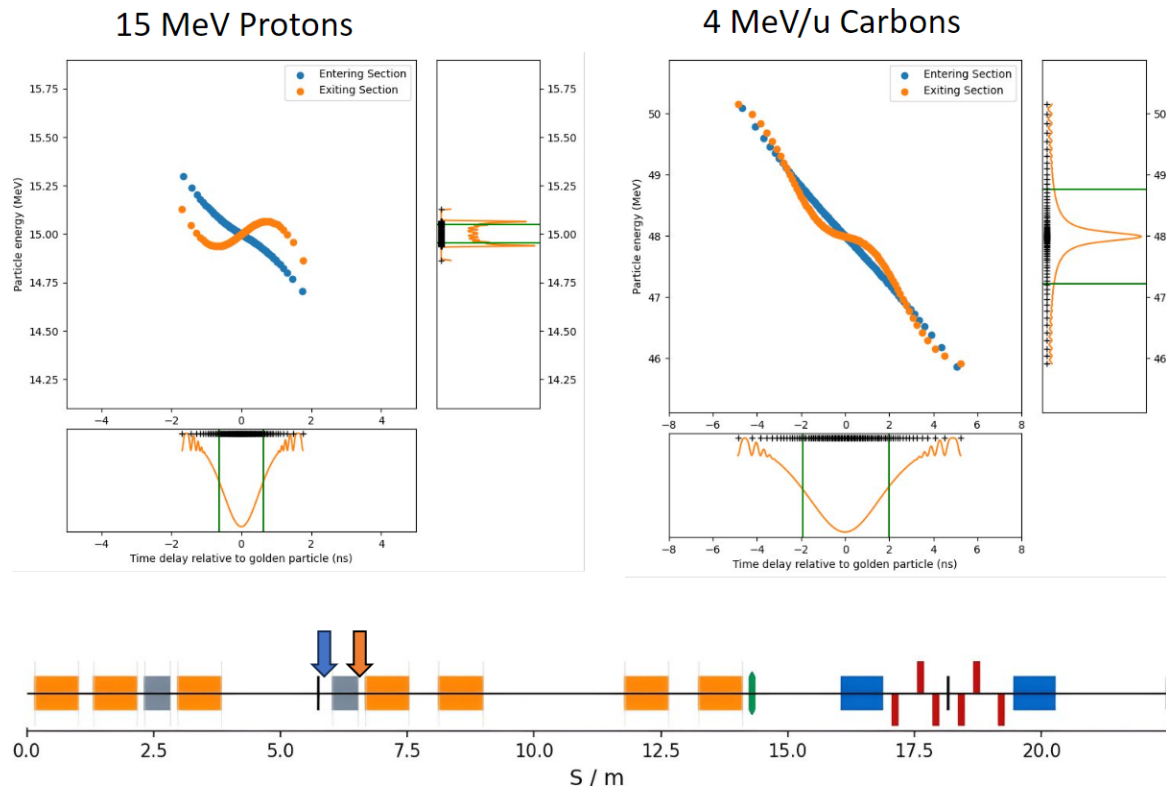 15 MeV Protons
4 MeV/u Carbons
Entering Section
Exiting Section
Particle energy (MeV)
15.75
15.50
15.25
15.00
14.75
14.50
14.25
15.75
15.50
15.25
15.00
14.75
14.50
14.25
−4 −2 0 2 4
−4 −2 0 2 4
Time delay relative to golden particle (ns)
Entering Section
Exiting Section
Particle energy (MeV)
50
49
48
47
46
50
49
48
47
46
−8 −6 −4 −2 0 2 4 6 8
−8 −6 −4 −2 0 2 4 6 8
Time delay relative to golden particle (ns)
0.0 2.5 5.0 7.5 10.0 12.5 15.0 17.5 20.0
S / m